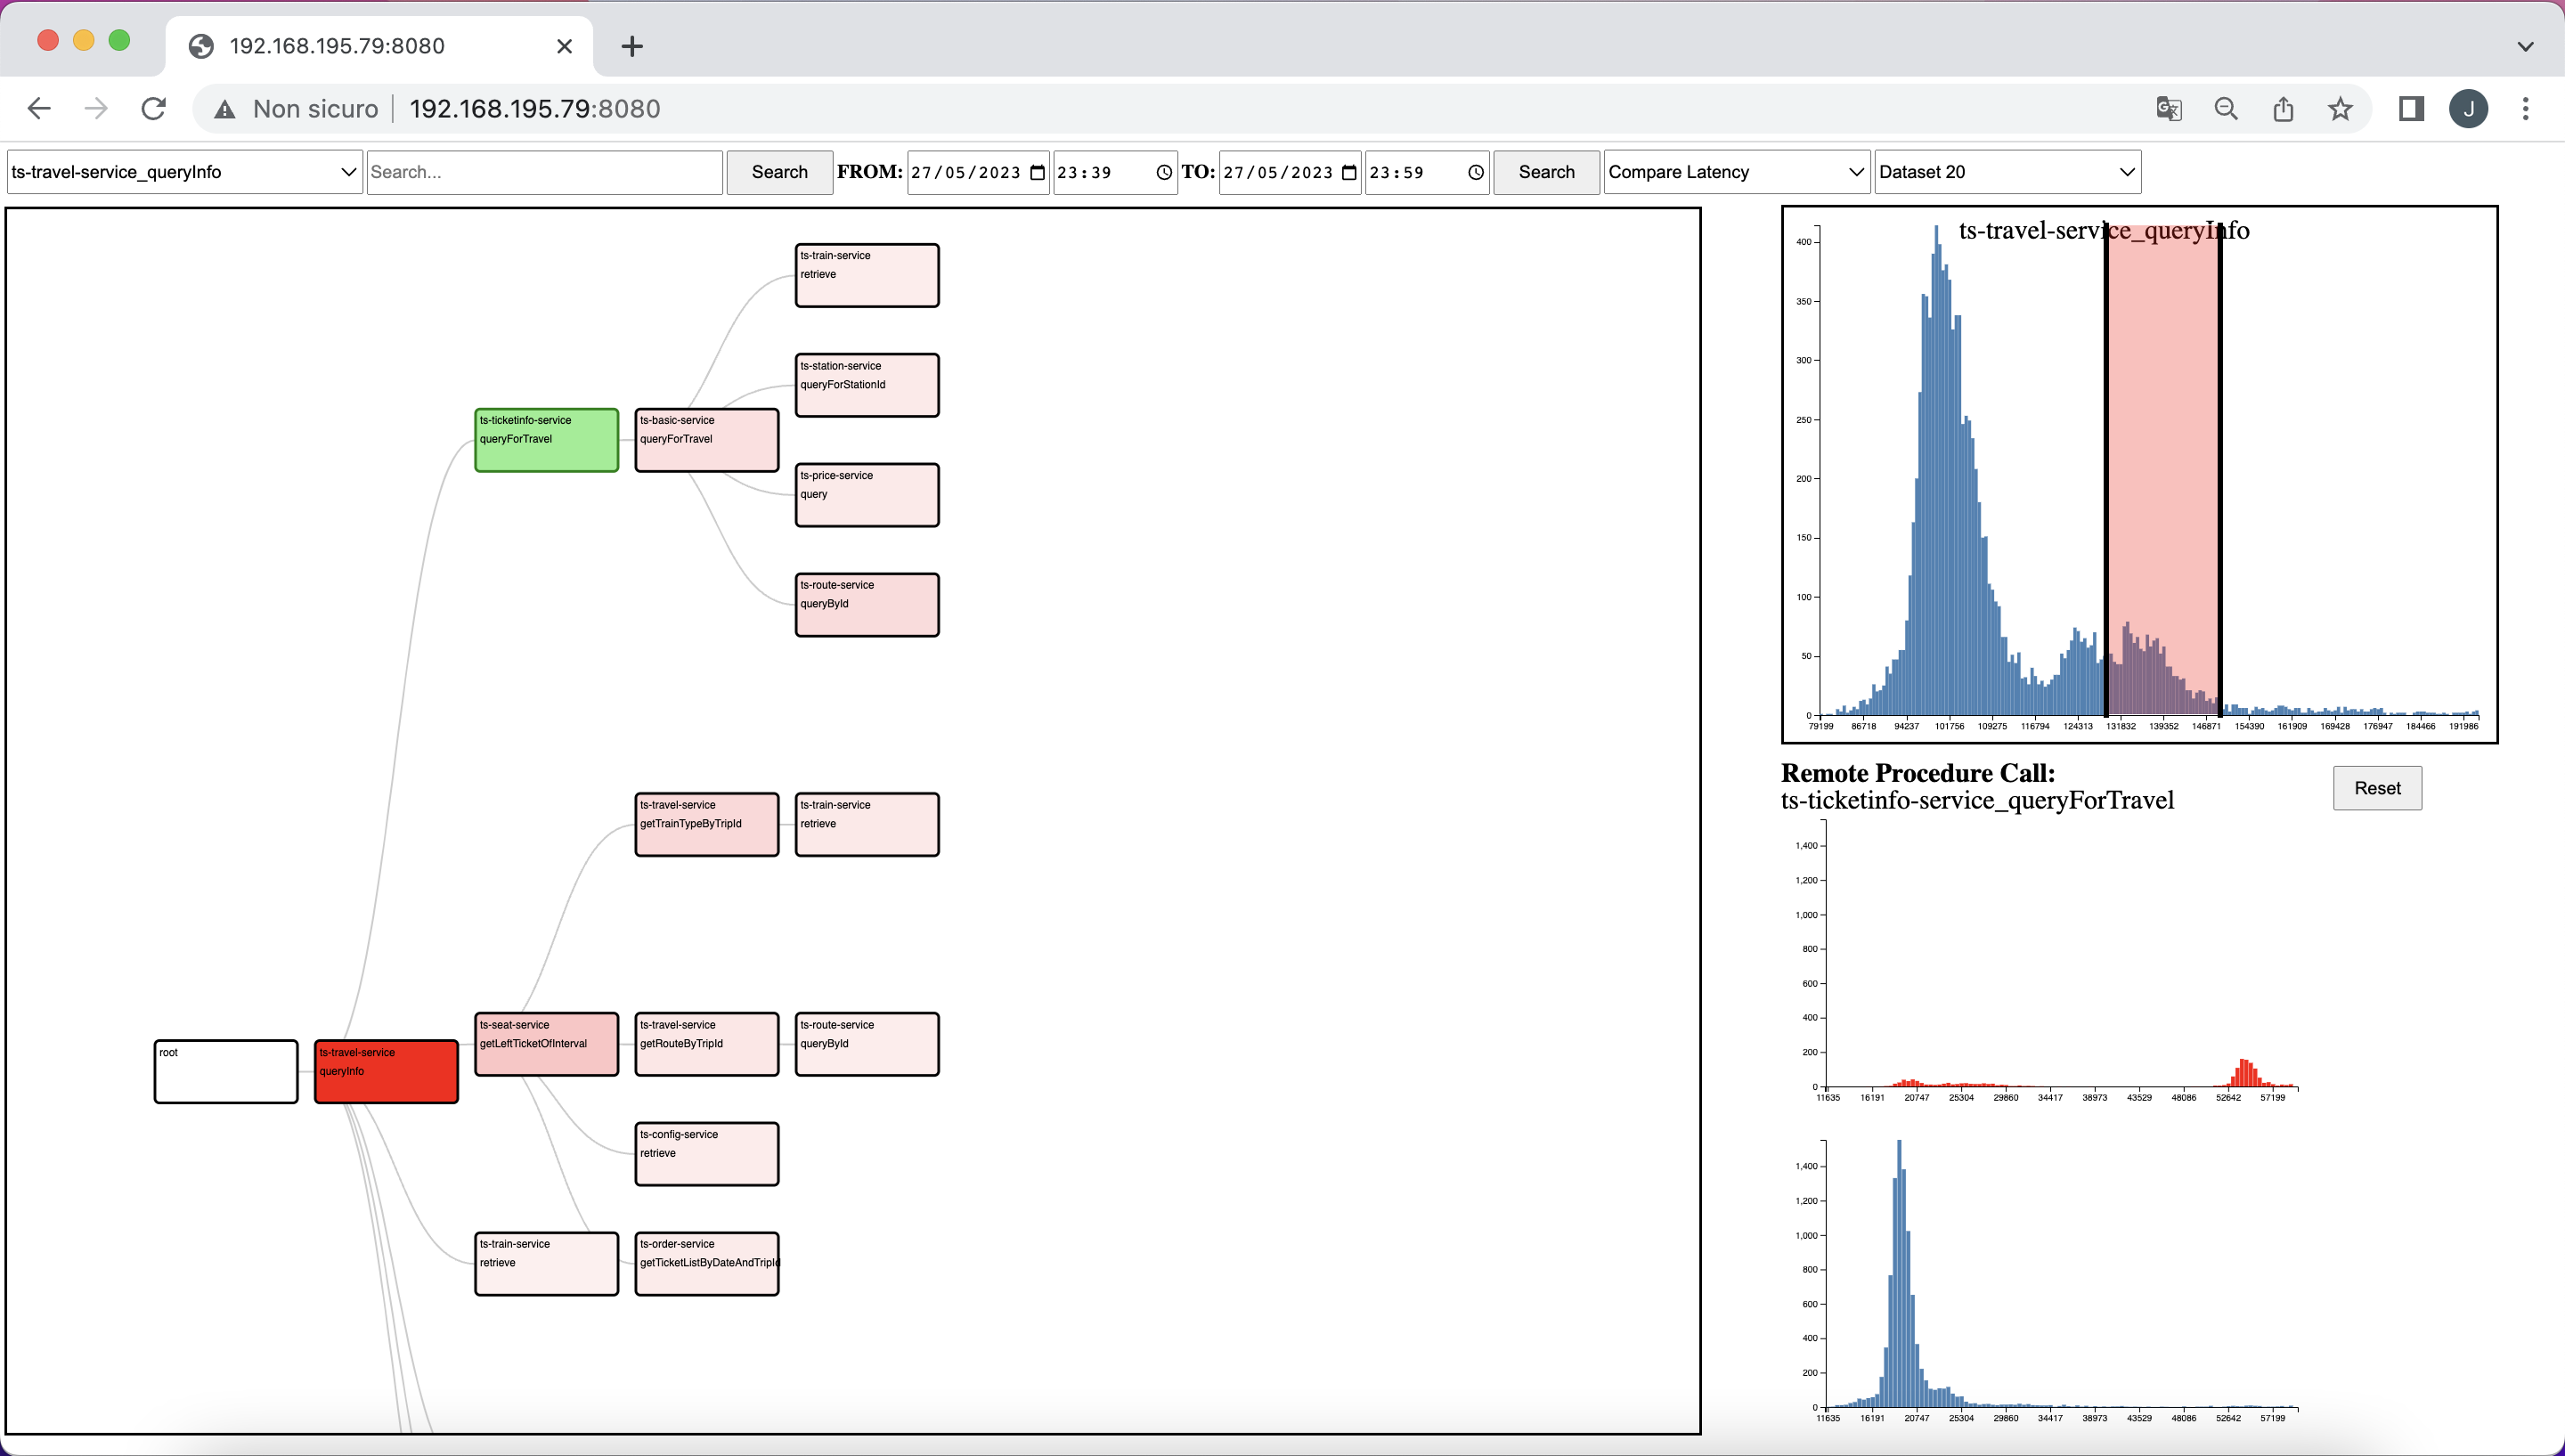 192.168.195.79:8080
Non sicuro 192.168.195.79:8080
J
ts-travel-service_queryInfo Search... Search FROM: 27/05/2023 23:39 TO: 27/05/2023 23:59 Search Compare Latency Dataset 20
ts-train-service
retrieve
ts-station-service
queryForStationId
ts-ticketinfo-service
queryForTravel
ts-basic-service
queryForTravel
ts-price-service
query
ts-route-service
queryById
ts-travel-service
getTrainTypeByTripId
ts-train-service
retrieve
root
ts-travel-service
queryInfo
ts-seat-service
getLeftTicketOfInterval
ts-travel-service
getRouteByTripId
ts-route-service
queryById
ts-config-service
retrieve
ts-train-service
retrieve
ts-order-service
getTicketListByDateAndTripId
ts-travel-service_queryInfo
400
350
300
250
200
150
100
50
0
79199 86718 94237 101756 109275 116794 124313 131832 139352 146871 154390 161909 169428 176947 184466 191986
Remote Procedure Call:
ts-ticketinfo-service_queryForTravel
Reset
1,400
1,200
1,000
800
600
400
200
0
11635 16191 20747 25304 29860 34417 38973 43529 48086 52642 57199
1,400
1,200
1,000
800
600
400
200
0
11635 16191 20747 25304 29860 34417 38973 43529 48086 52642 57199